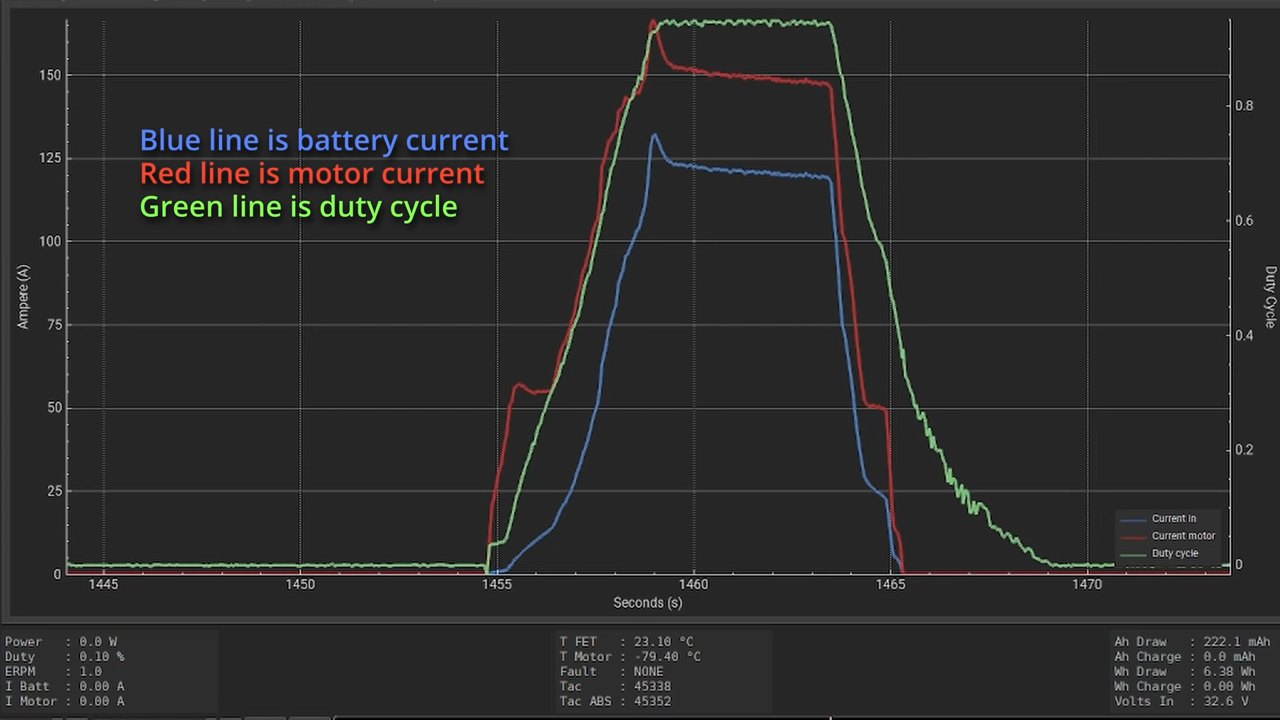 Blue line is battery current
Red line is motor current
Green line is duty cycle
150
125
100
75
50
25
0
Ampere (A)
0.8
0.6
0.4
0.2
0
Duty Cycle
1445
1450
1455
1460
1465
1470
Seconds (s)
Current in
Current motor
Duty cycle
Power : 0.0 W
Duty : 0.10 %
ERPM : 1.0
I Batt : 0.00 A
I Motor : 0.00 A
T FET : 23.10 °C
T Motor : -79.40 °C
Fault : NONE
Tac : 45338
Tac ABS : 45352
Ah Draw : 222.1 mAh
Ah Charge : 0.0 mAh
Wh Draw : 6.38 Wh
Wh Charge : 0.00 Wh
Volts In : 32.6 V